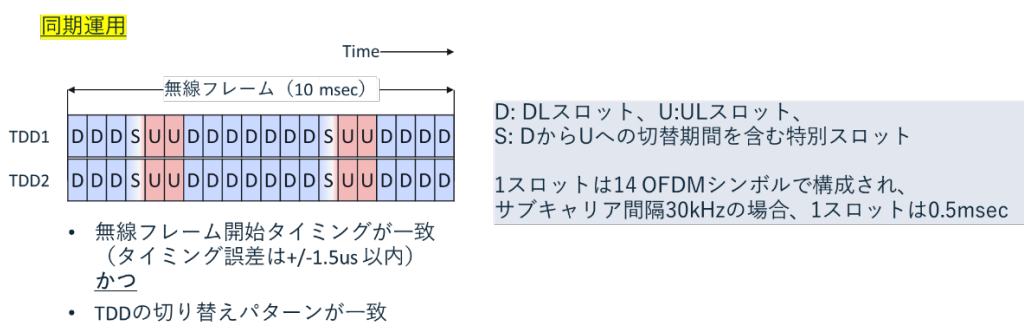 同期運用
Time
無線フレーム（10 msec）
TDD1 D D D S U U D D D D D D D S U U D D D D
TDD2 D D D S U U D D D D D D D S U U D D D D
• 無線フレーム開始タイミングが一致
（タイミング誤差は+/-1.5us 以内）
かつ
• TDDの切り替えパターンが一致
D: DLスロット、U:ULスロット、
S: DからUへの切替期間を含む特別スロット
1スロットは14 OFDMシンボルで構成され、
サブキャリア間隔30kHzの場合、1スロットは0.5msec